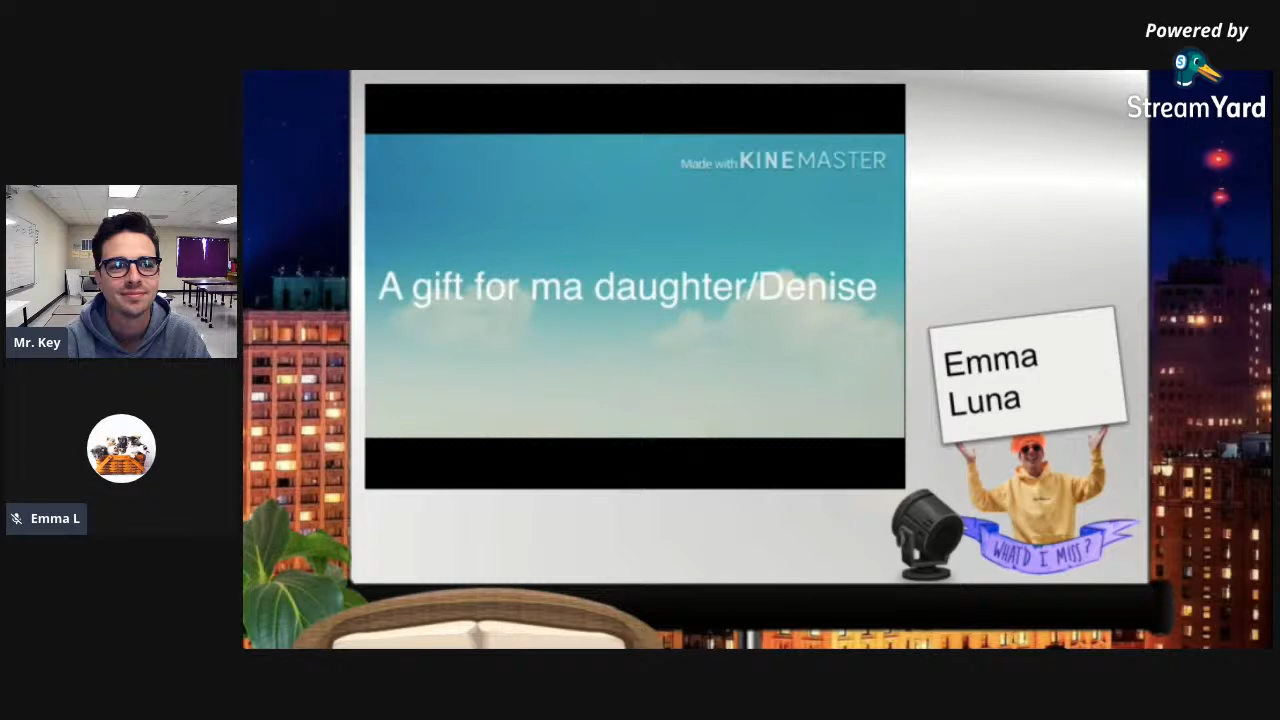 Powered by
StreamYard
Made with KINEMASTER
A gift for ma daughter/Denise
Mr. Key
Emma
Luna
Emma L
WHAT'D I MISS?